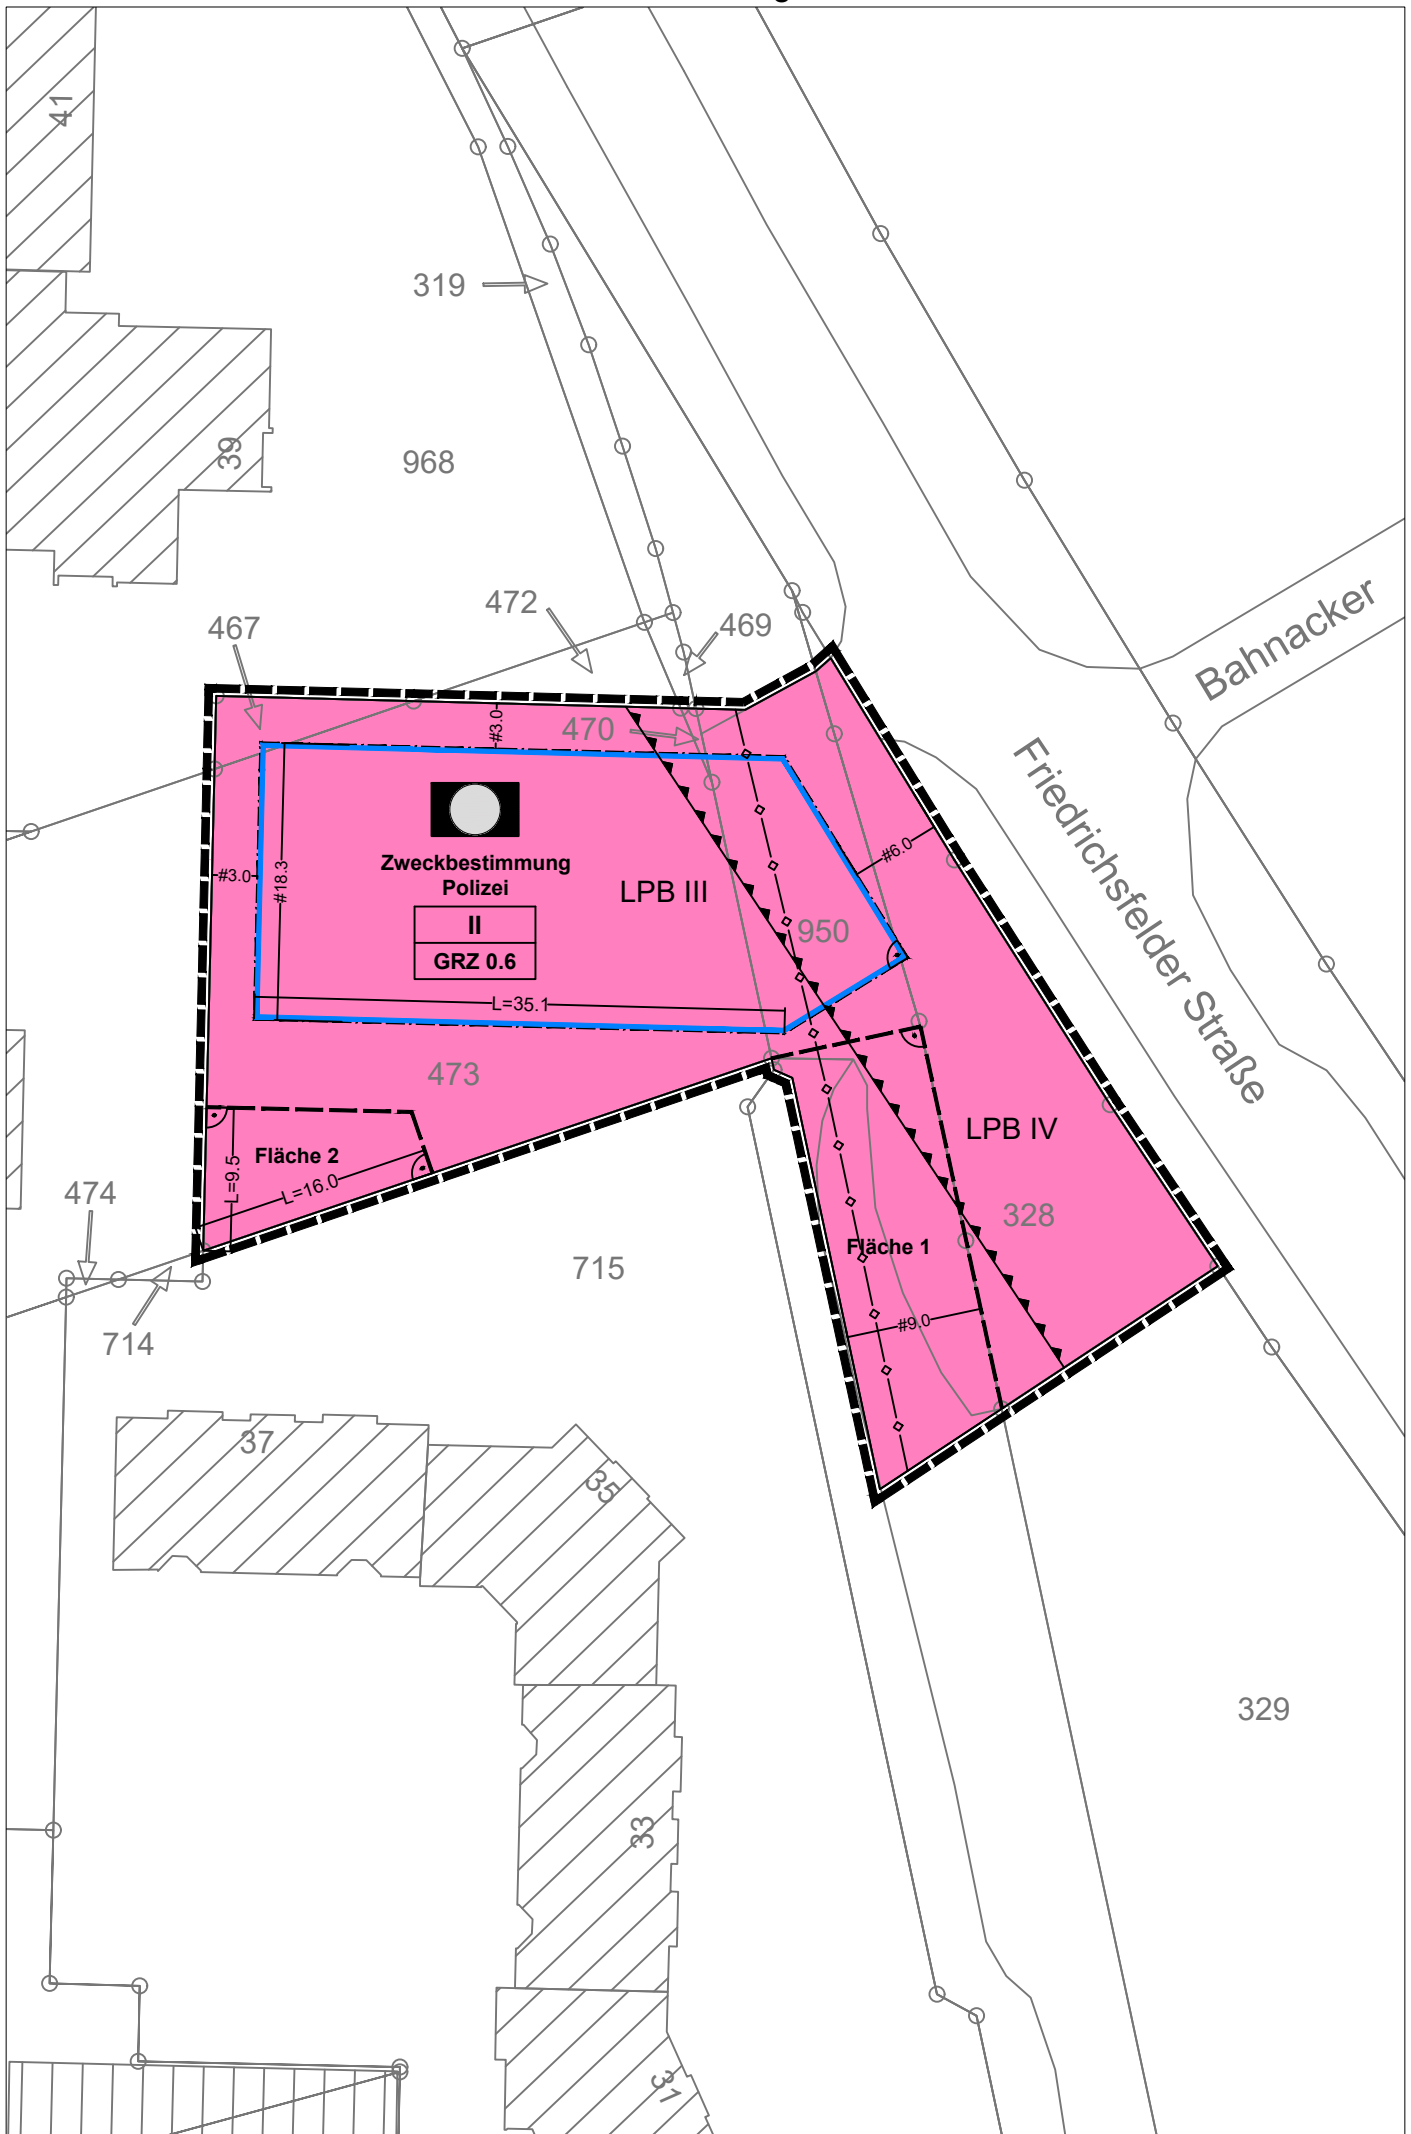 41
319
39
968
472
469
467
Bahnacker
470
#3.0
Friedrichsfelder Straße
#6.0
#3.0
#18.3
Zweckbestimmung
Polizei
LPB III
II
950
GRZ 0.6
L=35.1
473
LPB IV
Fläche 2
L=9.5
L=16.0
474
328
Fläche 1
715
#9.0
714
37
35
329
33
31